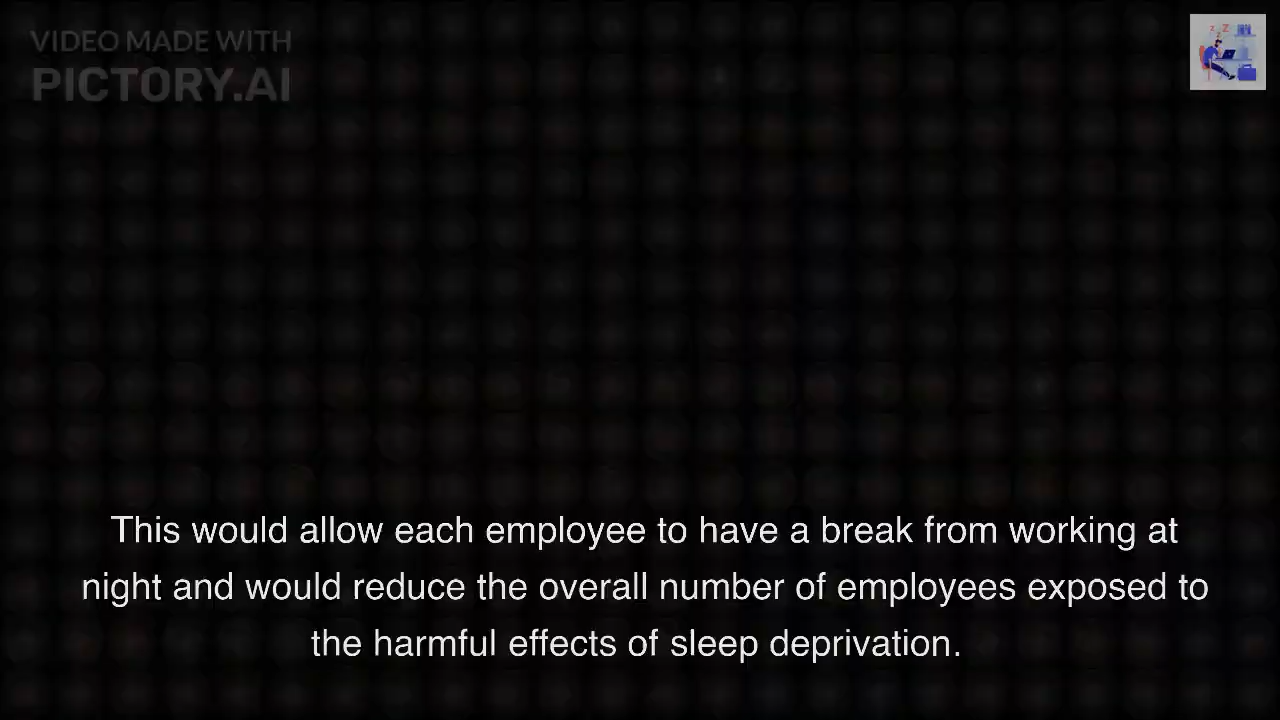 VIDEO MADE WITH
PICTORY.AI
z z Z
This would allow each employee to have a break from working at
night and would reduce the overall number of employees exposed to
the harmful effects of sleep deprivation.